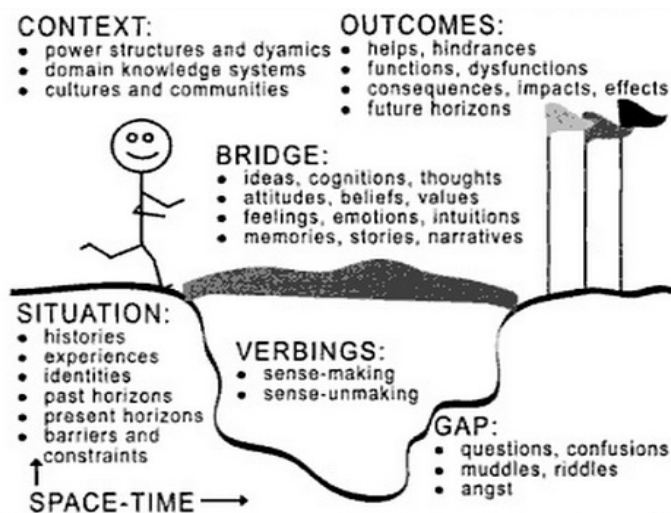 CONTEXT:
• power structures and dyamics
• domain knowledge systems
• cultures and communities
OUTCOMES:
• helps, hindrances
• functions, dysfunctions
• consequences, impacts, effects
• future horizons
BRIDGE:
• ideas, cognitions, thoughts
• attitudes, beliefs, values
• feelings, emotions, intuitions
• memories, stories, narratives
SITUATION:
• histories
• experiences
• identities
• past horizons
• present horizons
• barriers and
constraints
VERBINGS:
• sense-making
• sense-unmaking
GAP:
• questions, confusions
• muddles, riddles
• angst
SPACE-TIME